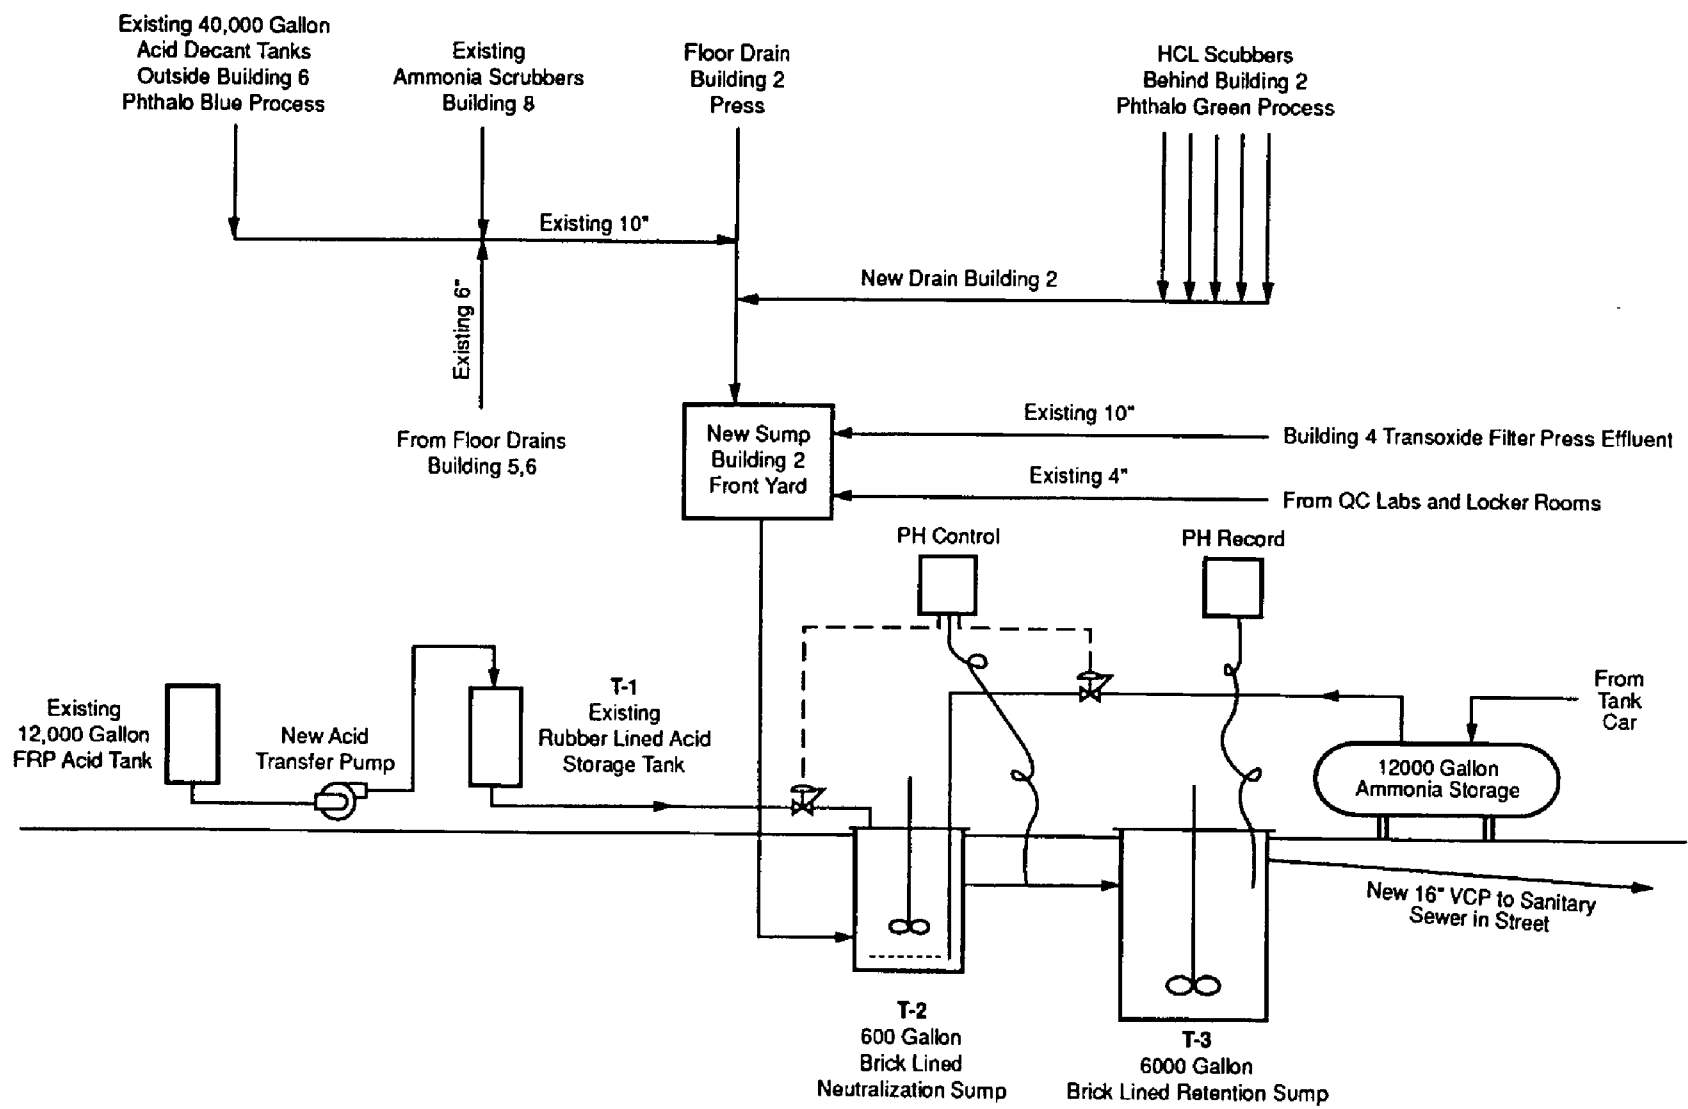 Existing 40,000 Gallon
Acid Decant Tanks
Outside Building 6
Phthalo Blue Process
Existing
Ammonia Scrubbers
Building 8
Floor Drain
Building 2
Press
HCL Scubbers
Behind Building 2
Phthalo Green Process
Existing 10"
New Drain Building 2
Existing 6"
From Floor Drains
Building 5,6
New Sump
Building 2
Front Yard
Existing 10"
Building 4 Transoxide Filter Press Effluent
Existing 4"
From QC Labs and Locker Rooms
PH Control
PH Record
Existing
12,000 Gallon
FRP Acid Tank
New Acid
Transfer Pump
T-1
Existing
Rubber Lined Acid
Storage Tank
From
Tank
Car
12000 Gallon
Ammonia Storage
New 16" VCP to Sanitary
Sewer in Street
T-2
600 Gallon
Brick Lined
Neutralization Sump
T-3
6000 Gallon
Brick Lined Retention Sump